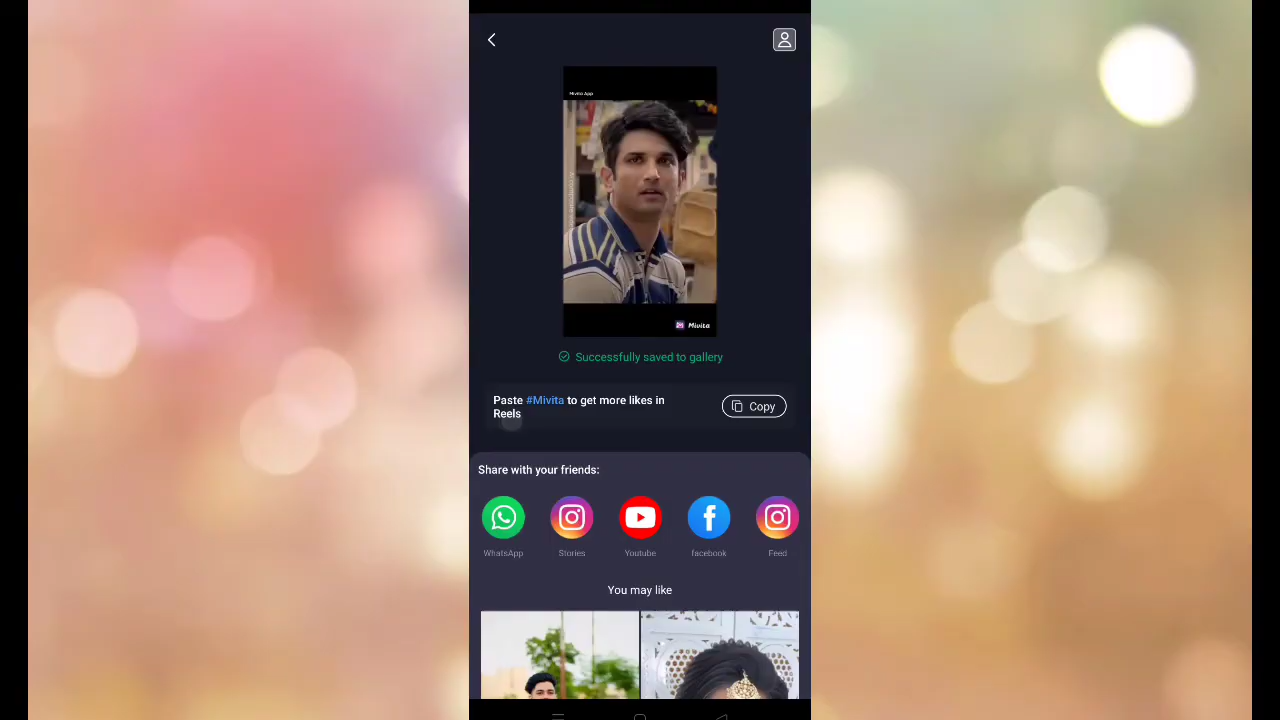 Mivita App
Mivita
Successfully saved to gallery
Paste #Mivita to get more likes in
Reels
Copy
Share with your friends:
WhatsApp
Stories
Youtube
facebook
Feed
You may like